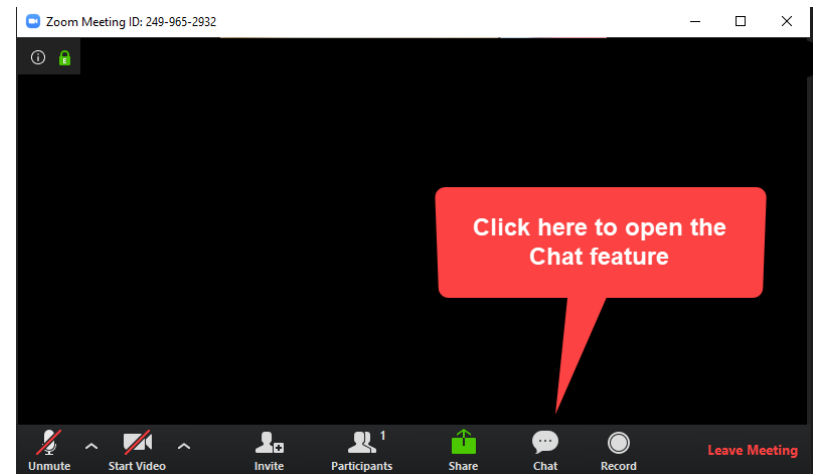 Zoom Meeting ID: 249-965-2932
E
Click here to open the
Chat feature
1
Unmute Start Video Invite Participants Share Chat Record Leave Meeting